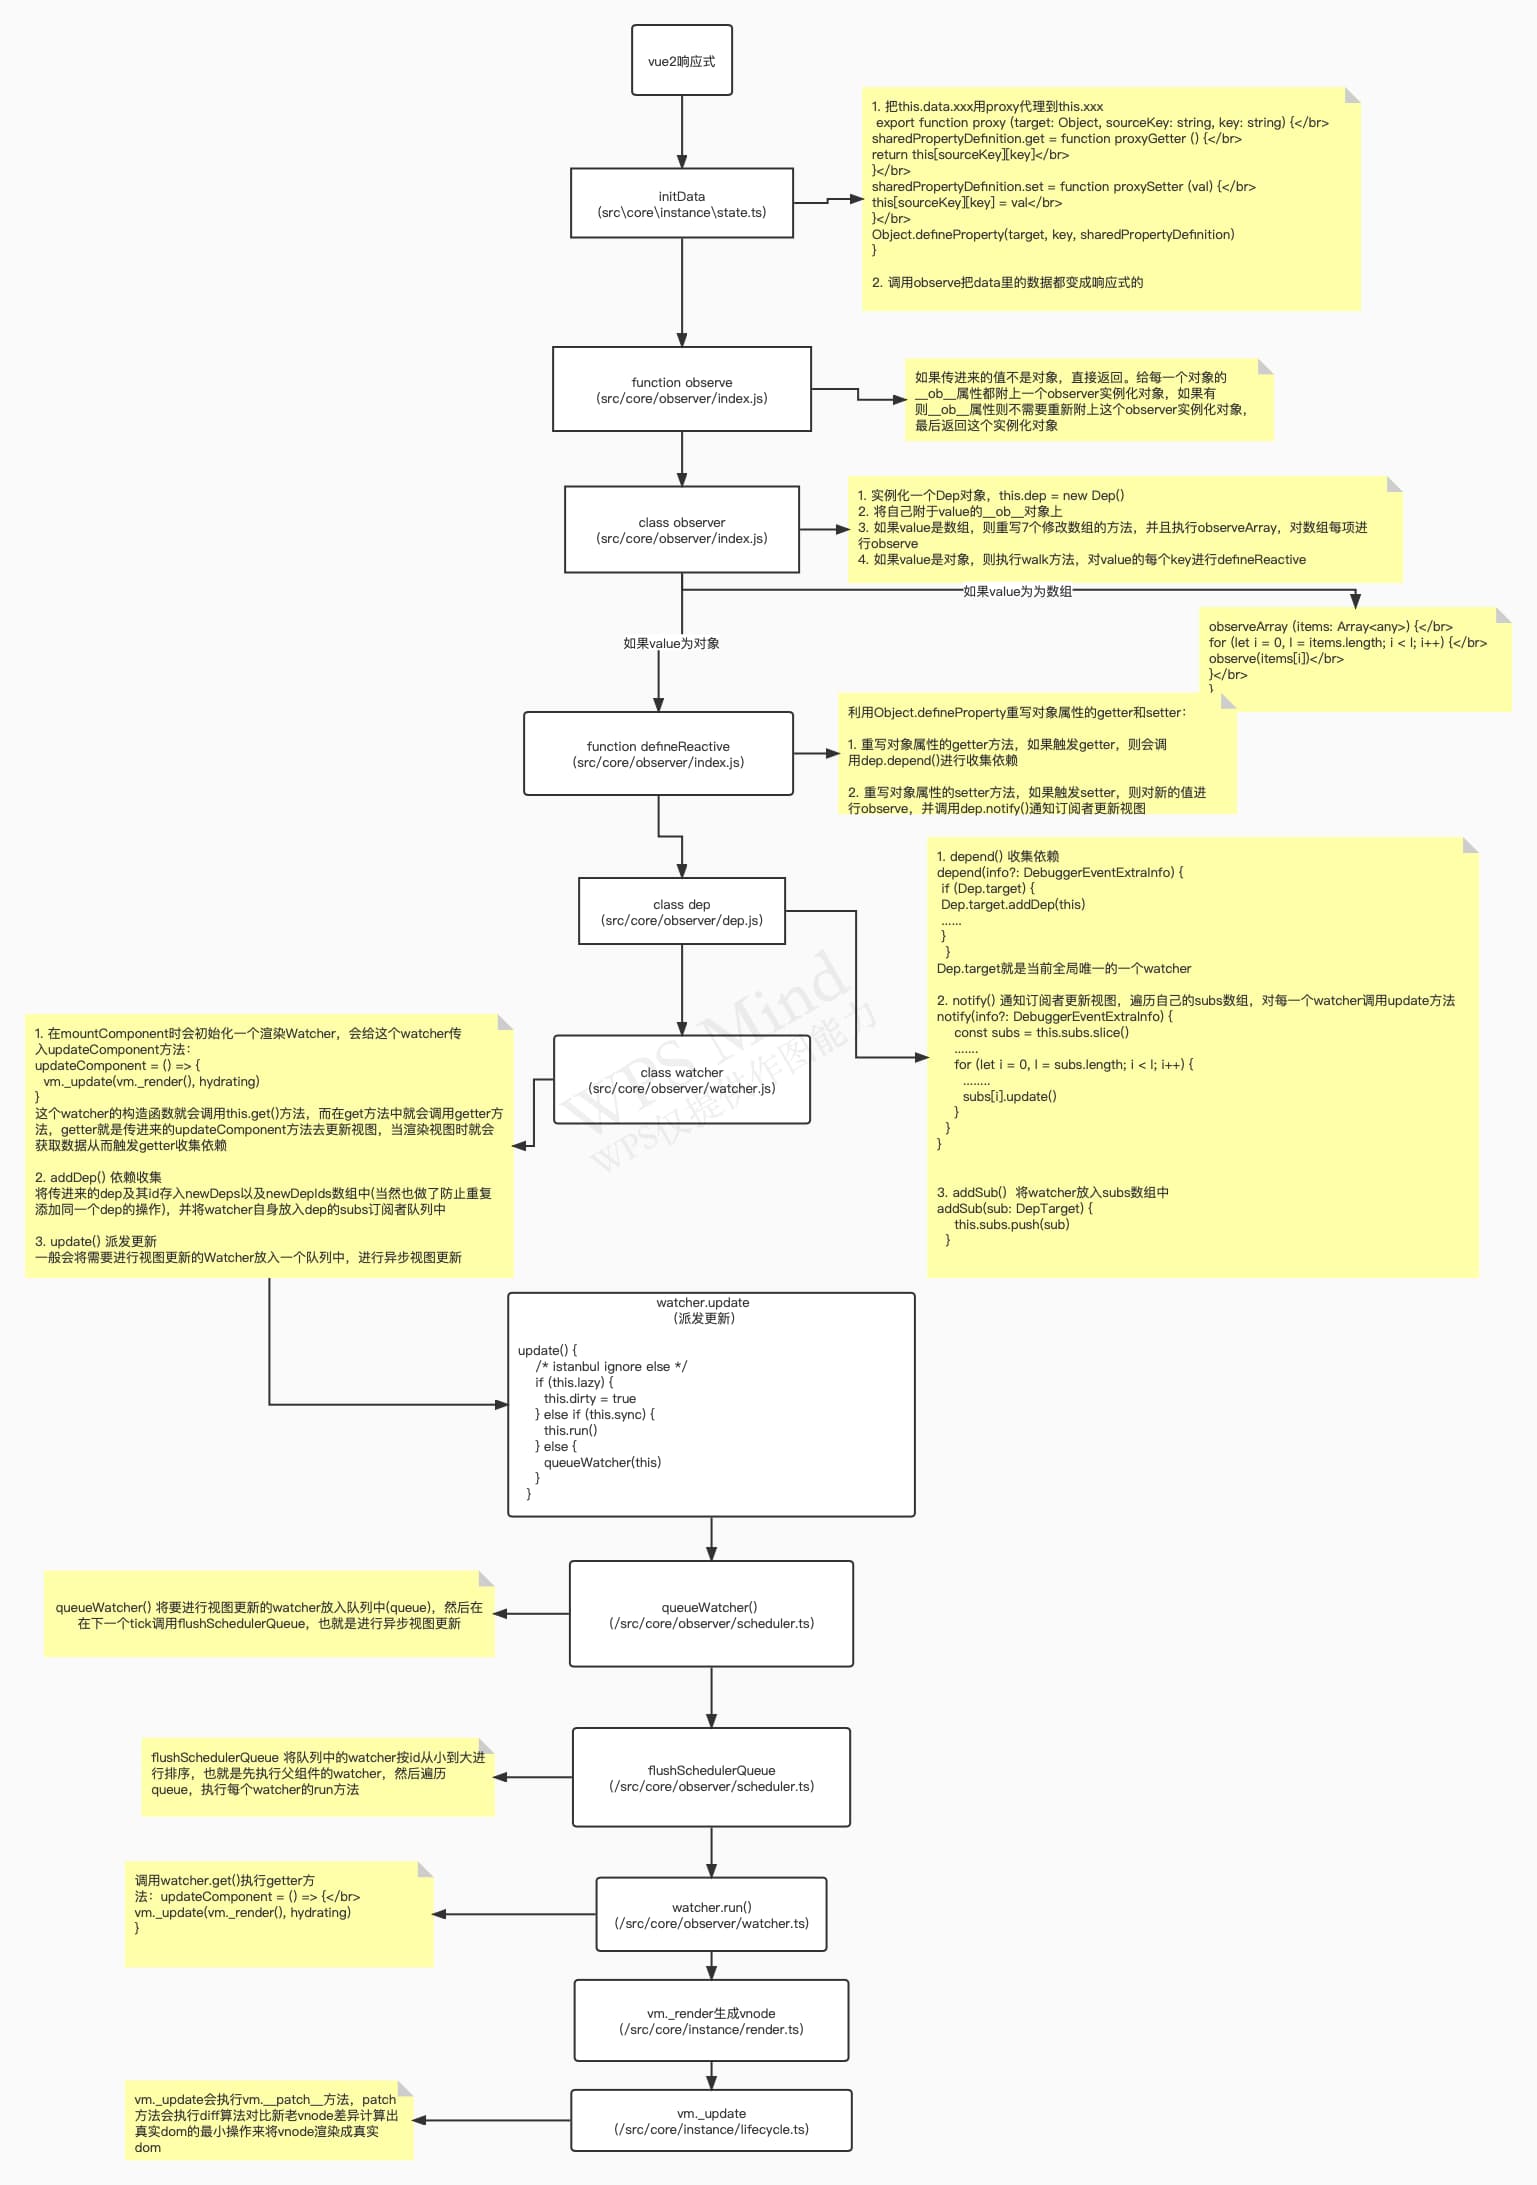 vue2响应式
1. 把this.data.xxx用proxy代理到this.xxx
export function proxy (target: Object, sourceKey: string, key: string) {</br>
sharedPropertyDefinition.get = function proxyGetter () {</br>
return this[sourceKey][key]</br>
}</br>
sharedPropertyDefinition.set = function proxySetter (val) {</br>
this[sourceKey][key] = val</br>
}</br>
Object.defineProperty(target, key, sharedPropertyDefinition)
}
2. 调用observe把data里的数据都变成响应式的
initData
(src\core\instance\state.ts)
function observe
(src/core/observer/index.js)
如果传进来的值不是对象，直接返回。给每一个对象的
__ob__属性都附上一个observer实例化对象，如果有
则__ob__属性则不需要重新附上这个observer实例化对象，
最后返回这个实例化对象
class observer
(src/core/observer/index.js)
1. 实例化一个Dep对象，this.dep = new Dep()
2. 将自己附于value的__ob__对象上
3. 如果value是数组，则重写7个修改数组的方法，并且执行observeArray，对数组每项进
行observe
4. 如果value是对象，则执行walk方法，对value的每个key进行defineReactive
如果value为为数组
如果value为对象
observeArray (items: Array<any>) {</br>
for (let i = 0, l = items.length; i < l; i++) {</br>
observe(items[i])</br>
}</br>
}
function defineReactive
(src/core/observer/index.js)
利用Object.defineProperty重写对象属性的getter和setter：
1. 重写对象属性的getter方法，如果触发getter，则会调
用dep.depend()进行收集依赖
2. 重写对象属性的setter方法，如果触发setter，则对新的值进
行observe，并调用dep.notify()通知订阅者更新视图
class dep
(src/core/observer/dep.js)
1. depend() 收集依赖
depend(info?: DebuggerEventExtraInfo) {
if (Dep.target) {
Dep.target.addDep(this)
......
}
}
Dep.target就是当前全局唯一的一个watcher
2. notify() 通知订阅者更新视图，遍历自己的subs数组，对每一个watcher调用update方法
notify(info?: DebuggerEventExtraInfo) {
const subs = this.subs.slice()
.......
for (let i = 0, l = subs.length; i < l; i++) {
........
subs[i].update()
}
}
}
3. addSub()  将watcher放入subs数组中
addSub(sub: DepTarget) {
this.subs.push(sub)
}
class watcher
(src/core/observer/watcher.js)
WPS Mind
WPS仅提供作图能力
1. 在mountComponent时会初始化一个渲染Watcher，会给这个watcher传
入updateComponent方法：
updateComponent = () => {
vm._update(vm._render(), hydrating)
}
这个watcher的构造函数就会调用this.get()方法，而在get方法中就会调用getter方
法，getter就是传进来的updateComponent方法去更新视图，当渲染视图时就会
获取数据从而触发getter收集依赖
2. addDep() 依赖收集
将传进来的dep及其id存入newDeps以及newDepIds数组中(当然也做了防止重复
添加同一个dep的操作)，并将watcher自身放入dep的subs订阅者队列中
3. update() 派发更新
一般会将需要进行视图更新的Watcher放入一个队列中，进行异步视图更新
watcher.update
(派发更新)
update() {
/* istanbul ignore else */
if (this.lazy) {
this.dirty = true
} else if (this.sync) {
this.run()
} else {
queueWatcher(this)
}
}
queueWatcher()
(/src/core/observer/scheduler.ts)
queueWatcher() 将要进行视图更新的watcher放入队列中(queue)，然后在
在下一个tick调用flushSchedulerQueue，也就是进行异步视图更新
flushSchedulerQueue
(/src/core/observer/scheduler.ts)
flushSchedulerQueue 将队列中的watcher按id从小到大进
行排序，也就是先执行父组件的watcher，然后遍历
queue，执行每个watcher的run方法
watcher.run()
(/src/core/observer/watcher.ts)
调用watcher.get()执行getter方
法：updateComponent = () => {</br>
vm._update(vm._render(), hydrating)
}
vm._render生成vnode
(/src/core/instance/render.ts)
vm._update
(/src/core/instance/lifecycle.ts)
vm._update会执行vm.__patch__方法，patch
方法会执行diff算法对比新老vnode差异计算出
真实dom的最小操作来将vnode渲染成真实
dom